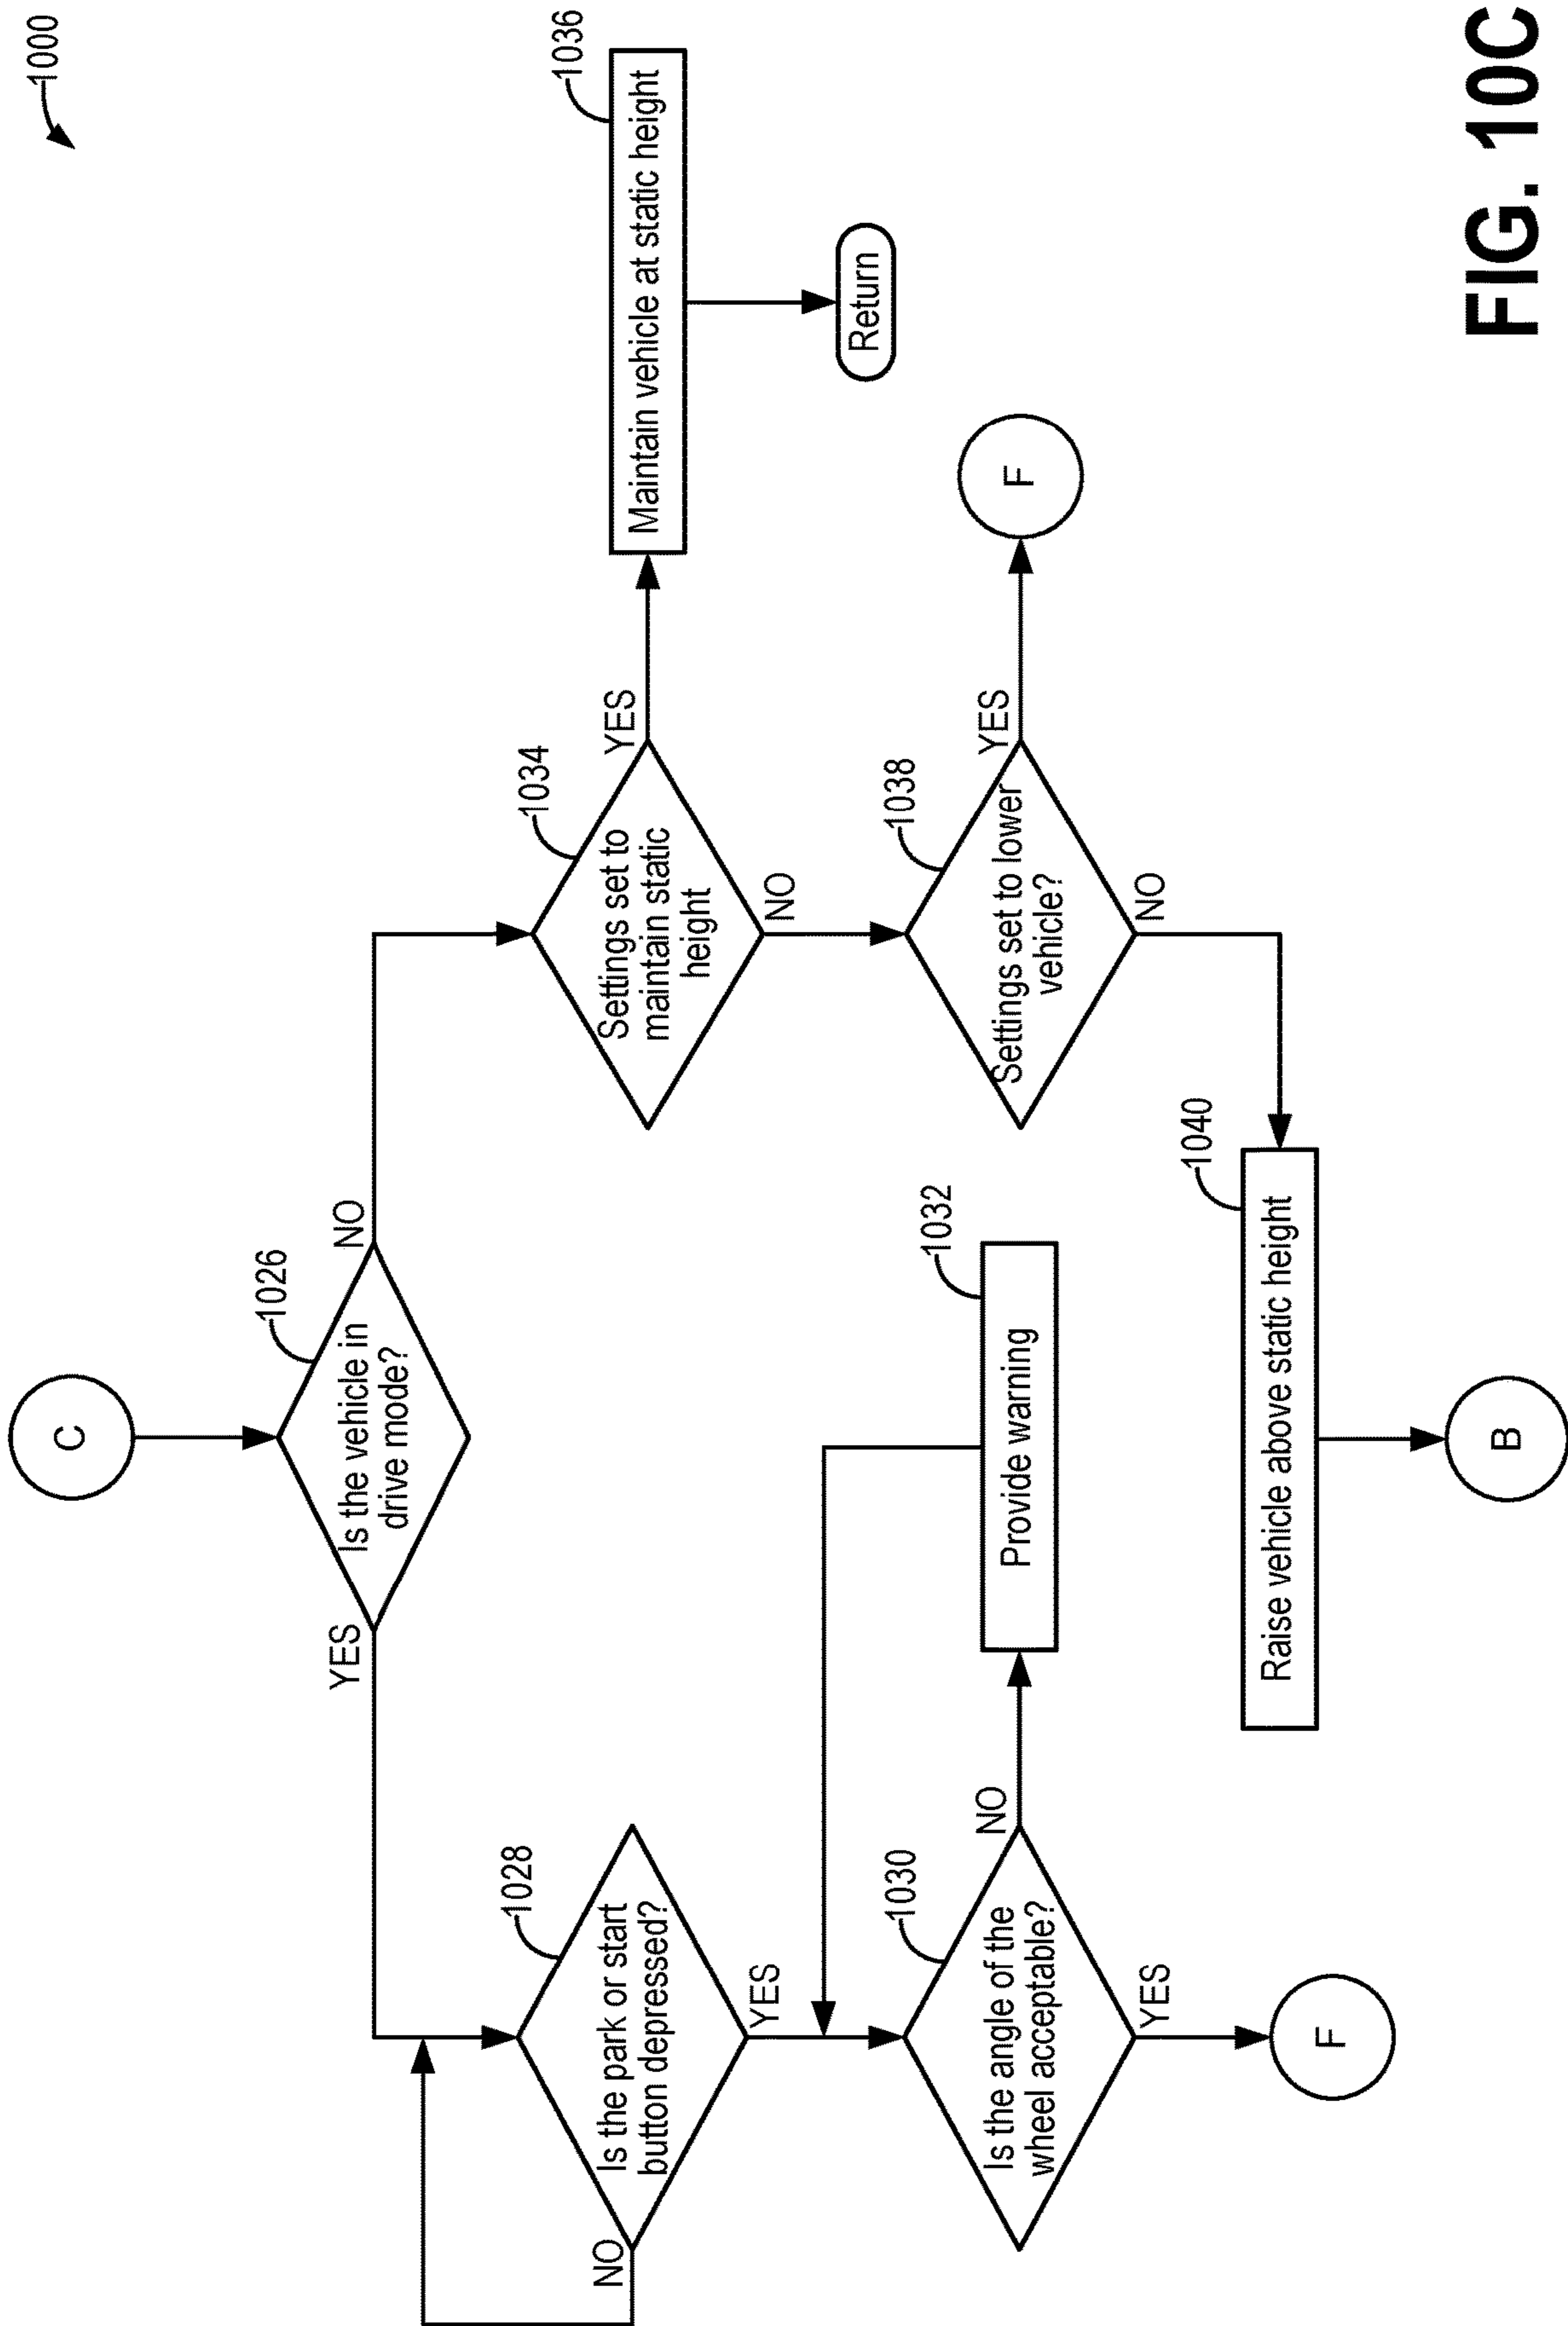 1000
C
1026
Is the vehicle in
drive mode?
YES
NO
1028
Is the park or start
button depressed?
NO
YES
1030
Is the angle of the
wheel acceptable?
NO
YES
1032
Provide warning
F
1034
Settings set to
maintain static
height
YES
NO
1036
Maintain vehicle at static height
Return
1038
Settings set to lower
vehicle?
YES
NO
F
1040
Raise vehicle above static height
B
FIG. 10C